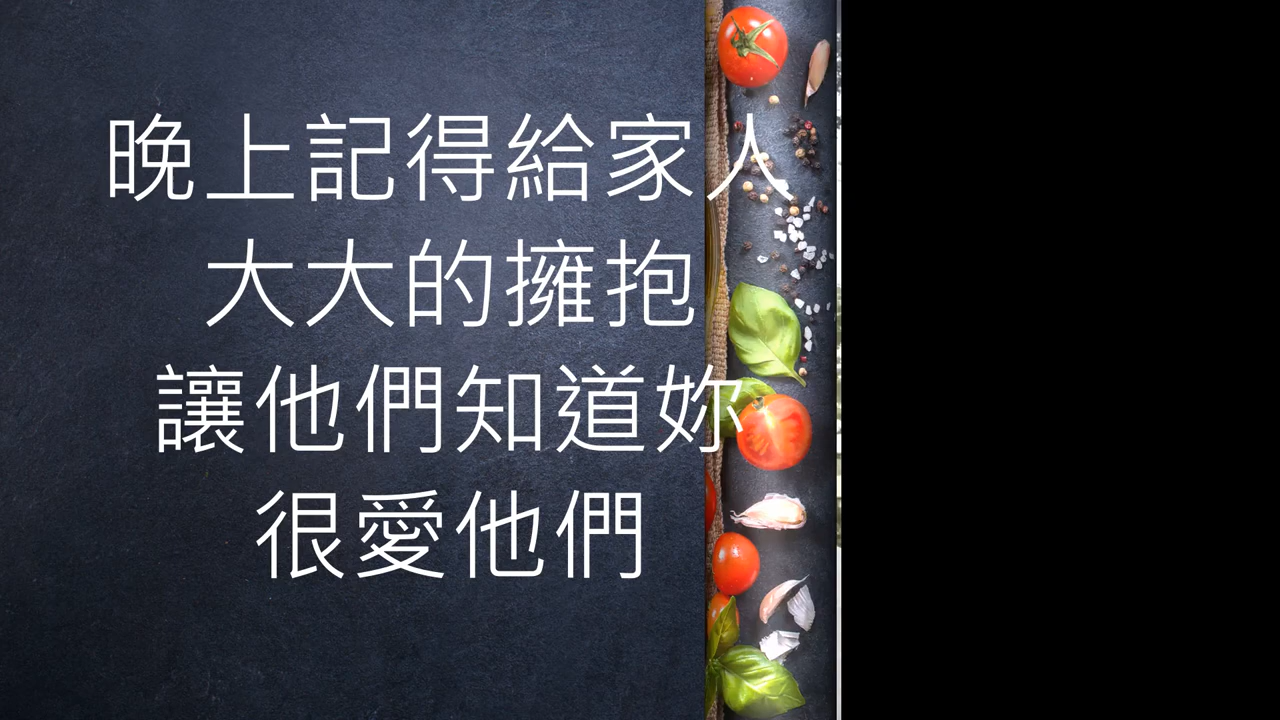 晚上記得給家人
大大的擁抱
讓他們知道妳
很愛他們